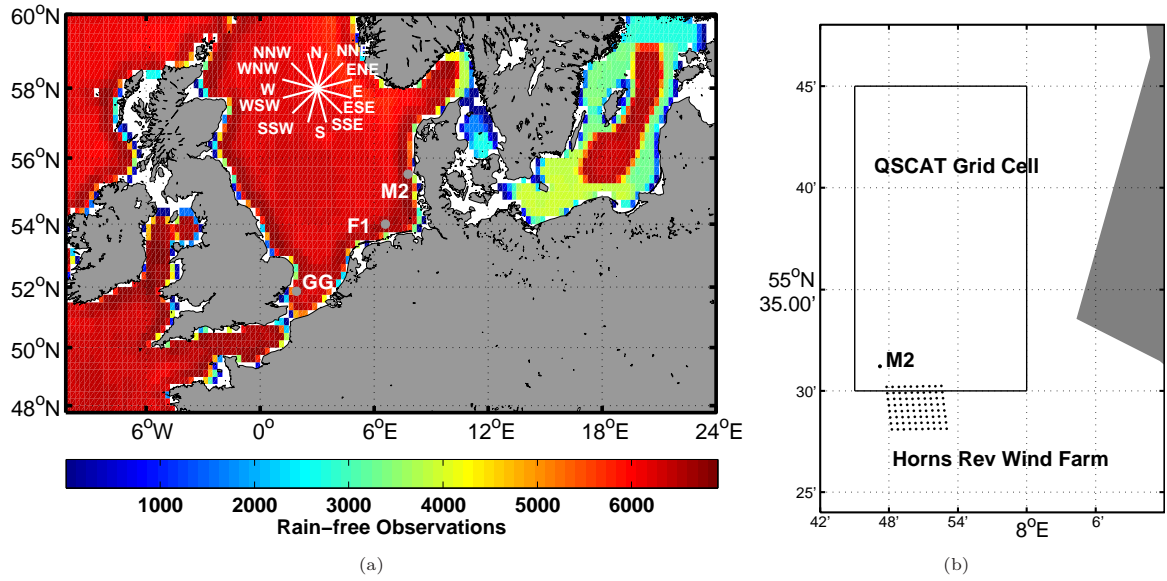 60°N
58°N
56°N
54°N
52°N
50°N
48°N
6°W
0°
6°E
12°E
18°E
24°E
NNW
N
NNE
WNW
ENE
W
E
WSW
ESE
SSW
S
SSE
M2
F1
GG
1000
2000
3000
4000
5000
6000
Rain−free Observations
(a)
45'
40'
55°N
35.00'
30'
25'
42'
48'
54'
8°E
6'
QSCAT Grid Cell
M2
Horns Rev Wind Farm
(b)